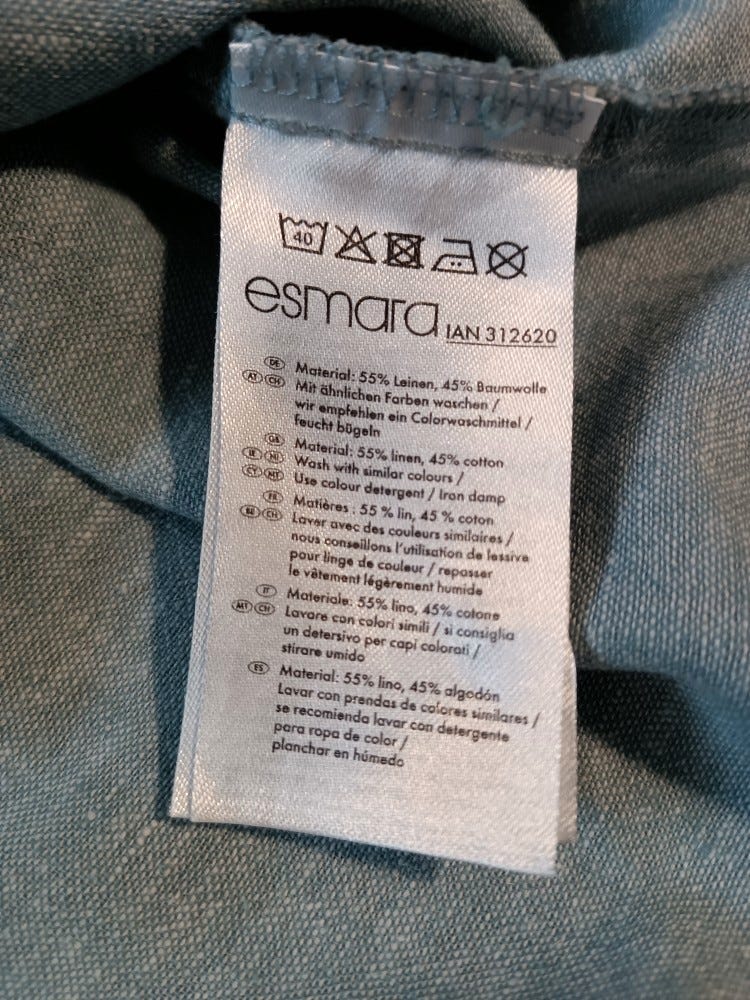 40
esmara IAN 312620
DE Material: 55% Leinen, 45% Baumwolle
AT CH Mit ähnlichen Farben waschen /
wir empfehlen ein Colorwaschmittel /
feucht bügeln
GB Material: 55% linen, 45% cotton
IE NI Wash with similar colours /
CY MT Use colour detergent / Iron damp
FR Matières : 55 % lin, 45 % coton
BE CH Laver avec des couleurs similaires /
nous conseillons l'utilisation de lessive
pour linge de couleur / repasser
le vêtement légèrement humide
IT Materiale: 55% lino, 45% cotone
MT CH Lavare con colori simili / si consiglia
un detersivo per capi colorati /
stirare umido
ES Material: 55% lino, 45% algodón
Lavar con prendas de colores similares /
se recomienda lavar con detergente
para ropa de color /
planchar en húmedo